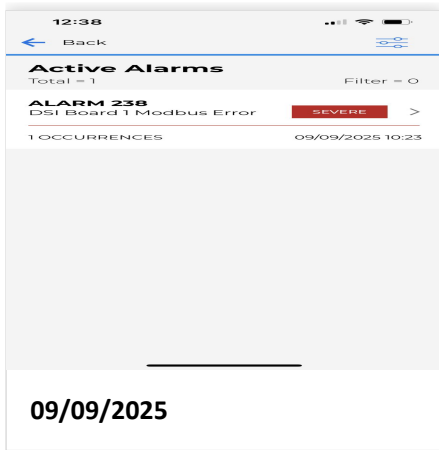 12:38
Back
Active Alarms
Total = 1 Filter = 0
ALARM 238
DSI Board 1 Modbus Error SEVERE >
1 OCCURRENCES 09/09/2025 10:23
09/09/2025